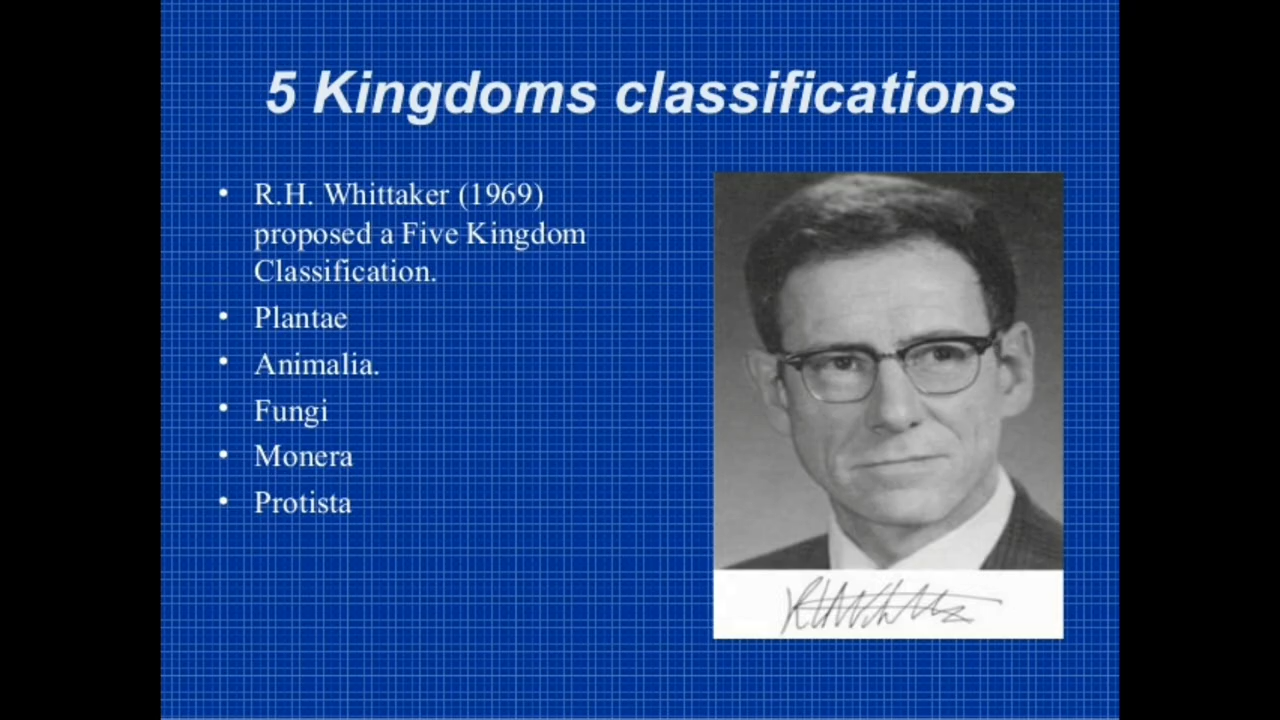 5 Kingdoms classifications
• R.H. Whittaker (1969)
proposed a Five Kingdom
Classification.
• Plantae
• Animalia.
• Fungi
• Monera
• Protista